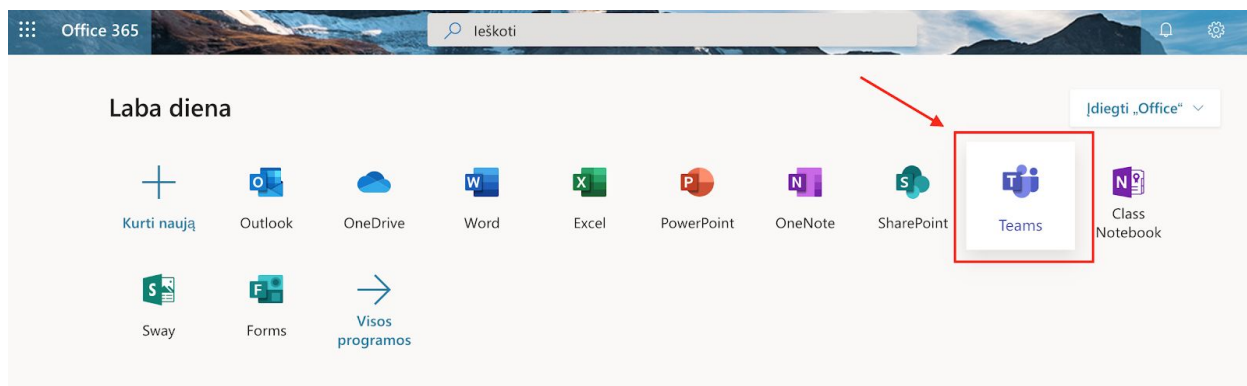 Office 365
Ieškoti
Laba diena
Įdiegti „Office“
Kurti naują
Outlook
OneDrive
Word
Excel
PowerPoint
OneNote
SharePoint
Teams
Class
Notebook
Sway
Forms
Visos
programos